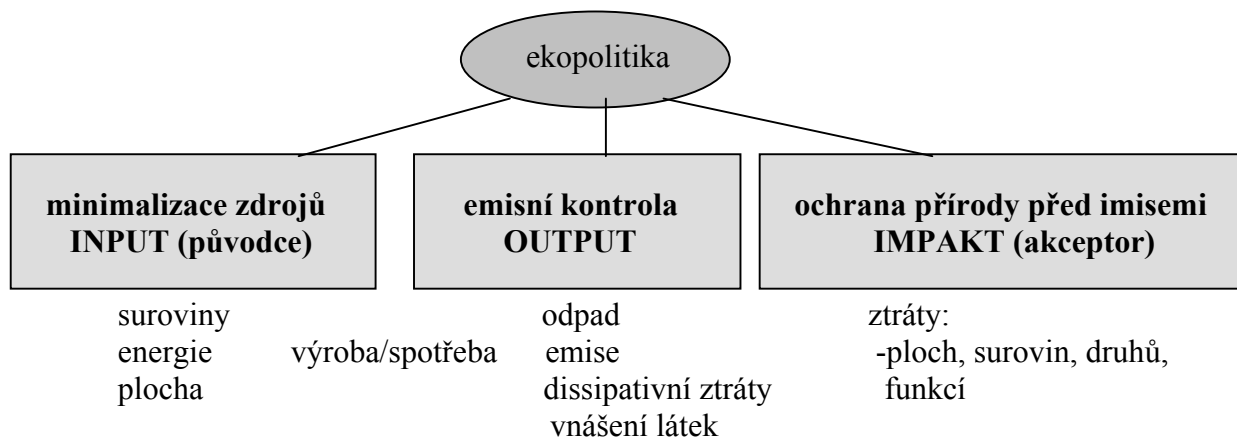 ekopolitika
minimalizace zdrojů
INPUT (původce)
emisní kontrola
OUTPUT
ochrana přírody před imisemi
IMPAKT (akceptor)
suroviny
energie
plocha
výroba/spotřeba
odpad
emise
dissipativní ztráty
vnášení látek
ztráty:
-ploch, surovin, druhů,
funkcí